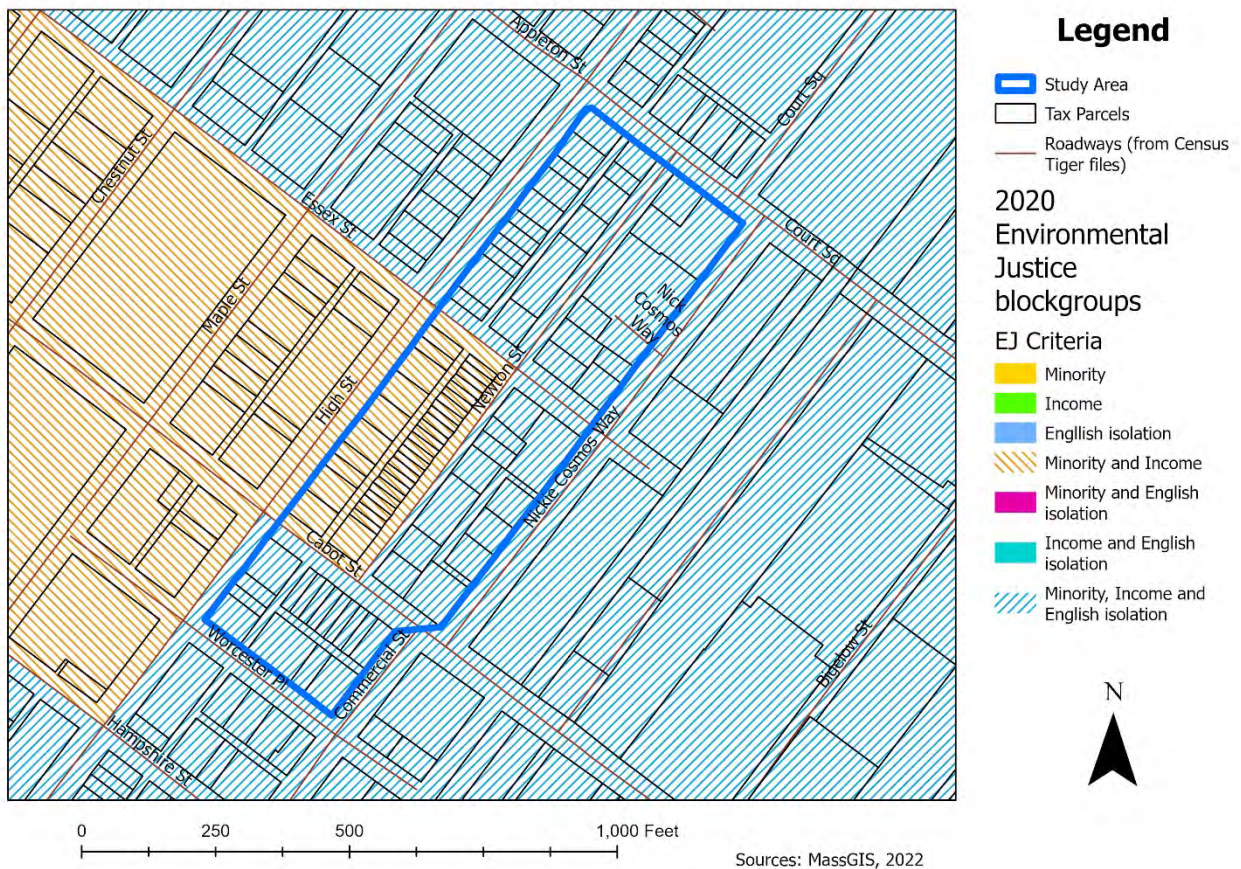 Appleton St
Court Sq
Chestnut St
Essex St
Court Sq
Maple St
Nick
Cosmos
Way
High St
Newton St
Nickie Cosmos Way
Cabot St
Worcester Pl
Commercial St
Bigelow St
Hampshire St
Legend
Study Area
Tax Parcels
Roadways (from Census
Tiger files)
2020
Environmental
Justice
blockgroups
EJ Criteria
Minority
Income
Engllish isolation
Minority and Income
Minority and English
isolation
Income and English
isolation
Minority, Income and
English isolation
N
0 250 500 1,000 Feet
Sources: MassGIS, 2022